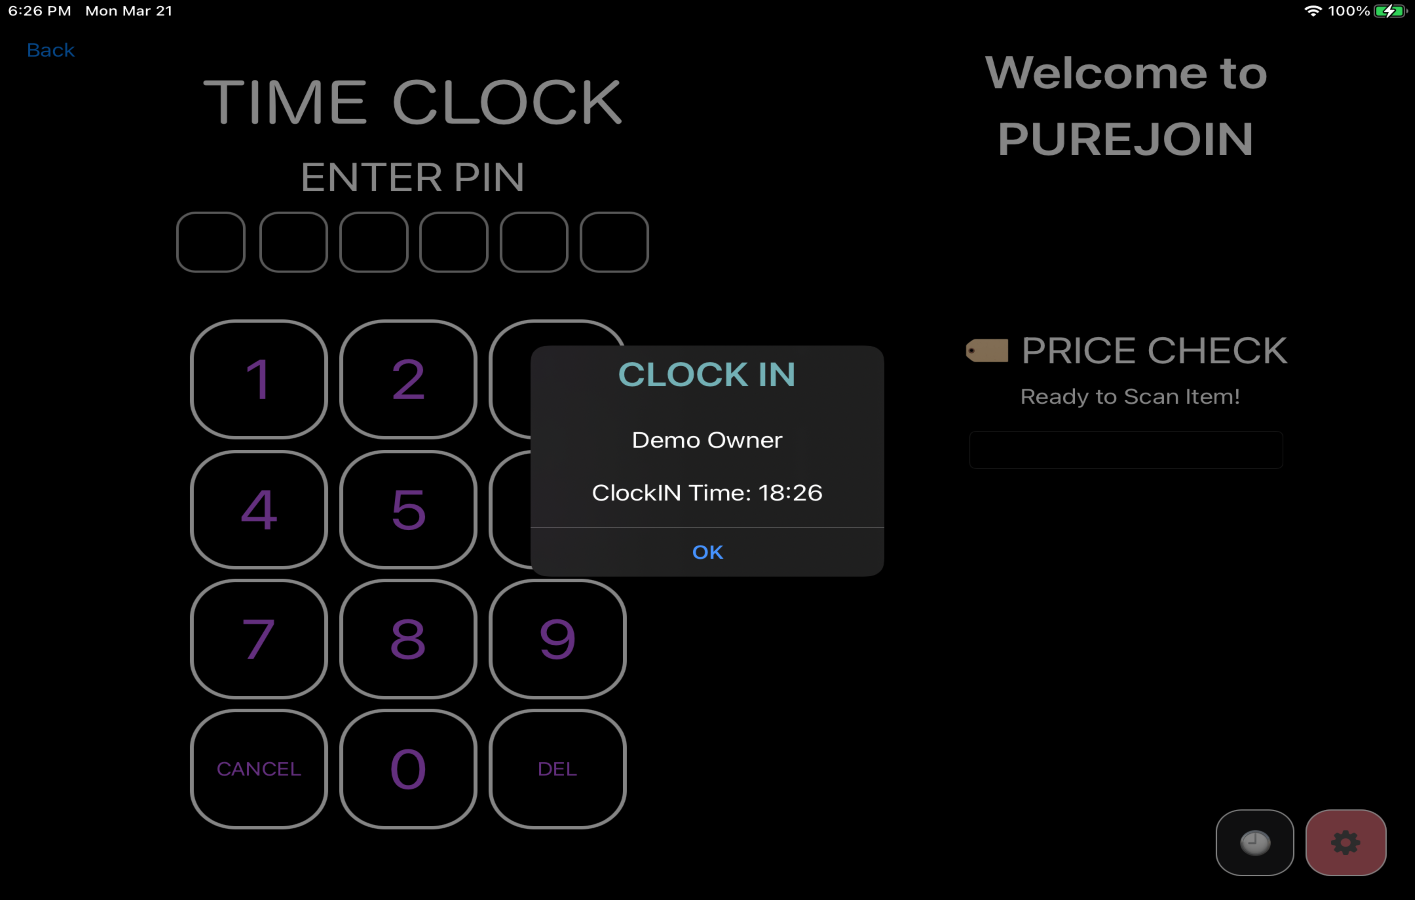 6:26 PM Mon Mar 21
100%
Back
TIME CLOCK
ENTER PIN
Welcome to
PUREJOIN
1 2
4 5
7 8 9
CANCEL 0 DEL
CLOCK IN
Demo Owner
ClockIN Time: 18:26
OK
PRICE CHECK
Ready to Scan Item!